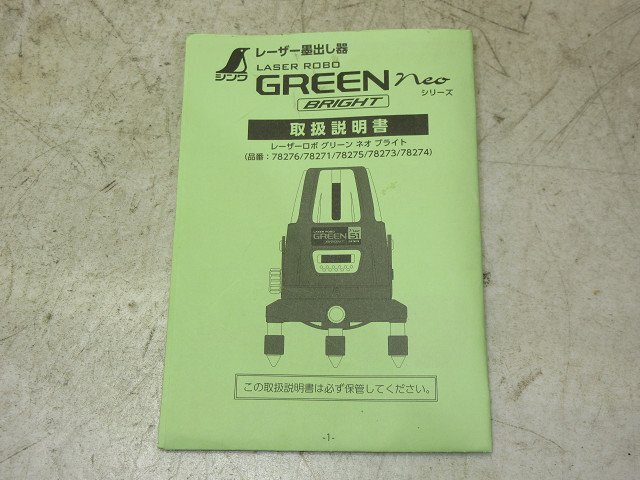 シンワ
レーザー墨出し器
LASER ROBO
GREEN Neo
シリーズ
BRIGHT
取扱説明書
レーザーロボ グリーン ネオ ブライト
(品番:78276/78271/78275/78273/78274)
LASER ROBO
GREEN
BRIGHT
この取扱説明書は必ず保管してください。
-1-